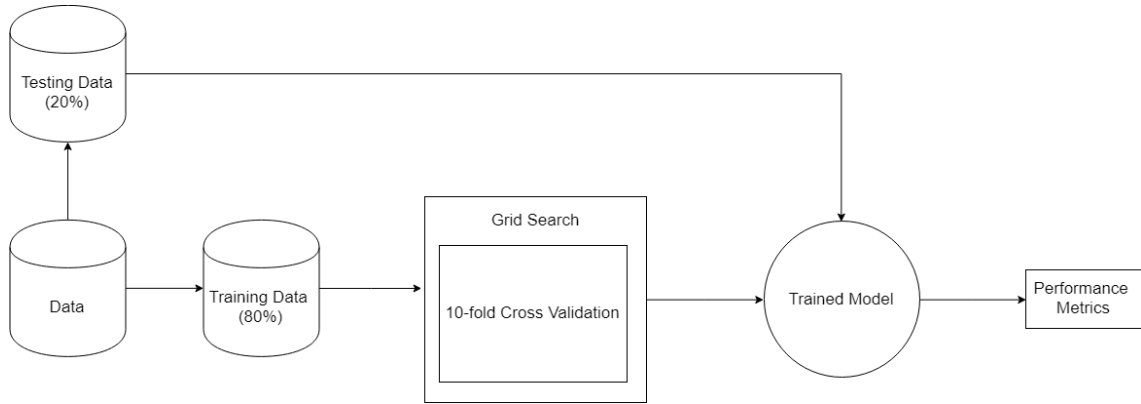 Testing Data
(20%)
Grid Search
Data
Training Data
(80%)
10-fold Cross Validation
Trained Model
Performance
Metrics